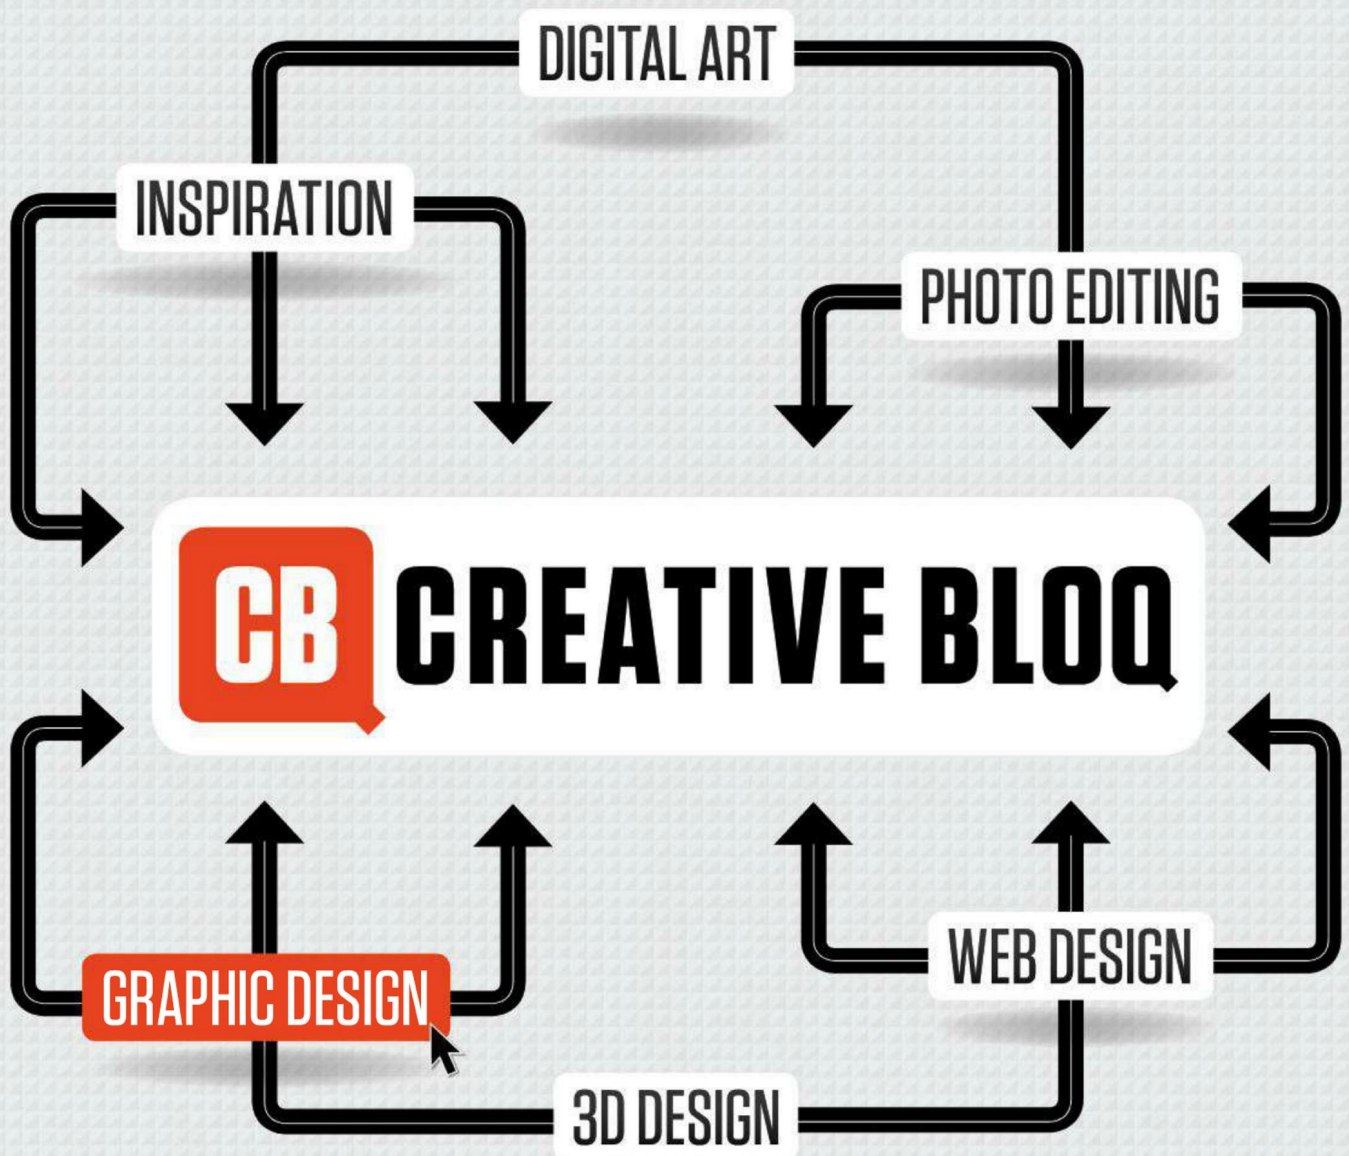 DIGITAL ART
INSPIRATION
PHOTO EDITING
CB CREATIVE BLOQ
GRAPHIC DESIGN
WEB DESIGN
3D DESIGN